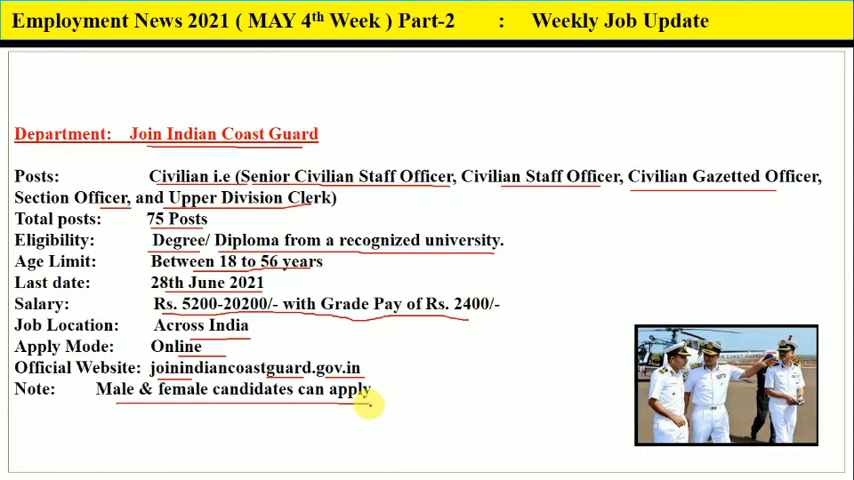 Employment News 2021 ( MAY 4th Week ) Part-2 : Weekly Job Update
Department: Join Indian Coast Guard
Posts: Civilian i.e (Senior Civilian Staff Officer, Civilian Staff Officer, Civilian Gazetted Officer,
Section Officer, and Upper Division Clerk)
Total posts: 75 Posts
Eligibility: Degree/ Diploma from a recognized university.
Age Limit: Between 18 to 56 years
Last date: 28th June 2021
Salary: Rs. 5200-20200/- with Grade Pay of Rs. 2400/-
Job Location: Across India
Apply Mode: Online
Official Website: joinindiancoastguard.gov.in
Note: Male & female candidates can apply
COAST GUARD